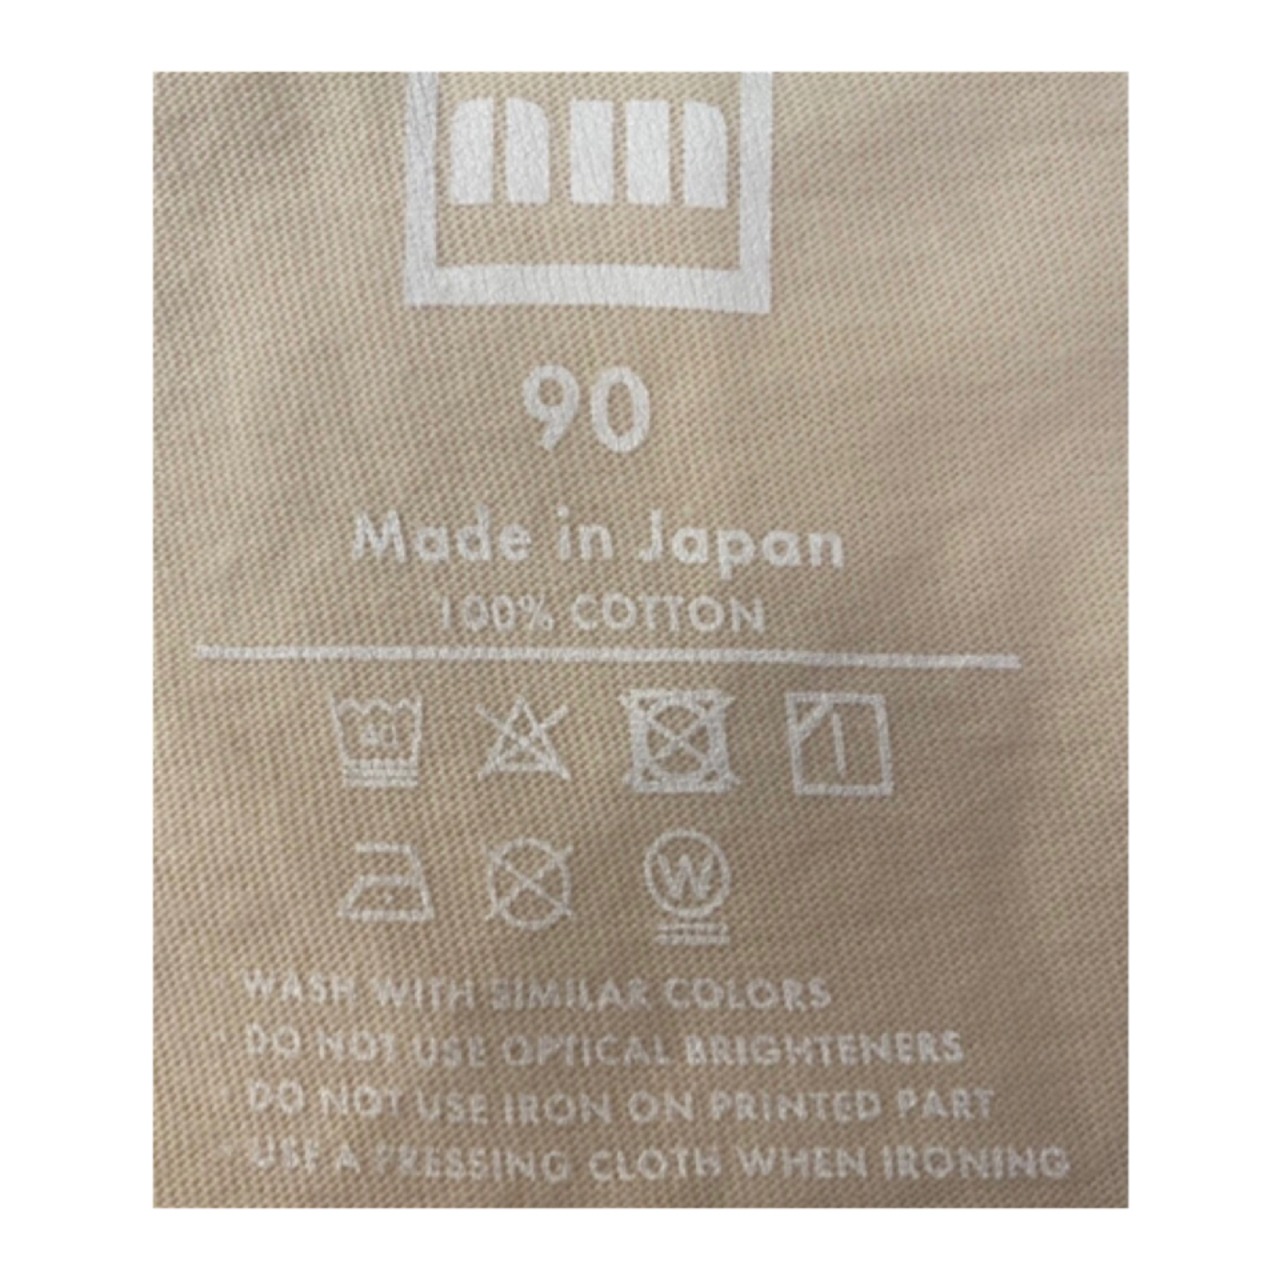 90
Made in Japan
100% COTTON
40
W
WASH WITH SIMILAR COLORS
DO NOT USE OPTICAL BRIGHTENERS
DO NOT USE IRON ON PRINTED PART
USE A PRESSING CLOTH WHEN IRONING